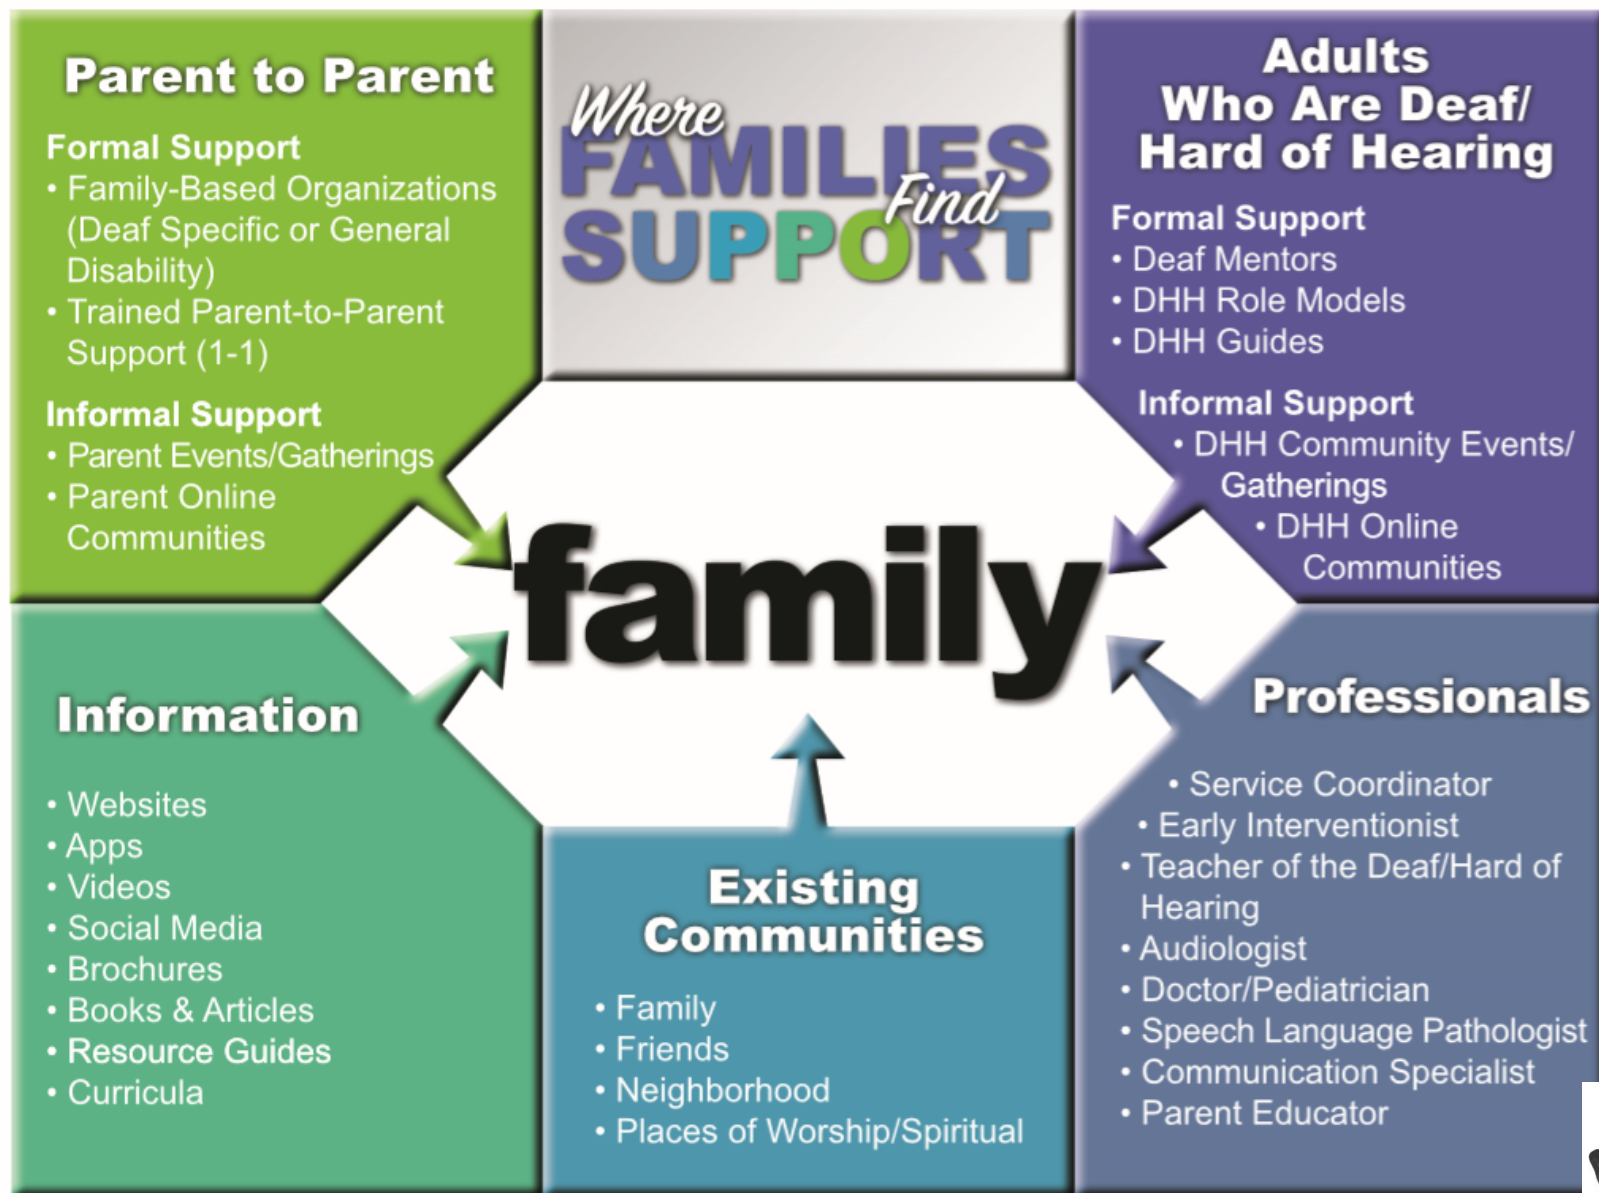 Parent to Parent
Formal Support
• Family-Based Organizations
(Deaf Specific or General
Disability)
• Trained Parent-to-Parent
Support (1-1)
Informal Support
• Parent Events/Gatherings
• Parent Online
Communities
Where
FAMILIES
Find
SUPPORT
Adults
Who Are Deaf/
Hard of Hearing
Formal Support
• Deaf Mentors
• DHH Role Models
• DHH Guides
Informal Support
• DHH Community Events/
Gatherings
• DHH Online
Communities
family
Information
• Websites
• Apps
• Videos
• Social Media
• Brochures
• Books & Articles
• Resource Guides
• Curricula
Existing
Communities
• Family
• Friends
• Neighborhood
• Places of Worship/Spiritual
Professionals
• Service Coordinator
• Early Interventionist
• Teacher of the Deaf/Hard of
Hearing
• Audiologist
• Doctor/Pediatrician
• Speech Language Pathologist
• Communication Specialist
• Parent Educator